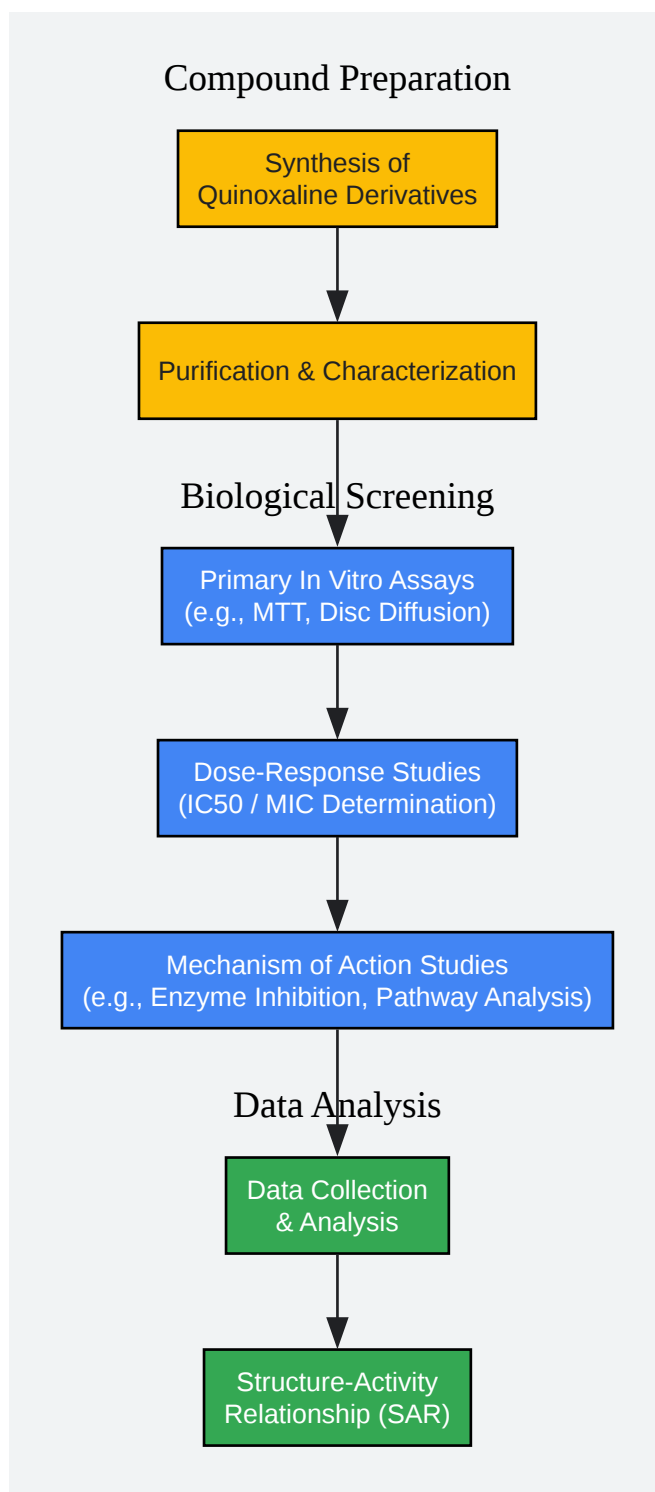 Compound Preparation
Synthesis of
Quinoxaline Derivatives
Purification & Characterization
Biological Screening
Primary In Vitro Assays
(e.g., MTT, Disc Diffusion)
Dose-Response Studies
(IC50 / MIC Determination)
Mechanism of Action Studies
(e.g., Enzyme Inhibition, Pathway Analysis)
Data Analysis
Data Collection
& Analysis
Structure-Activity
Relationship (SAR)